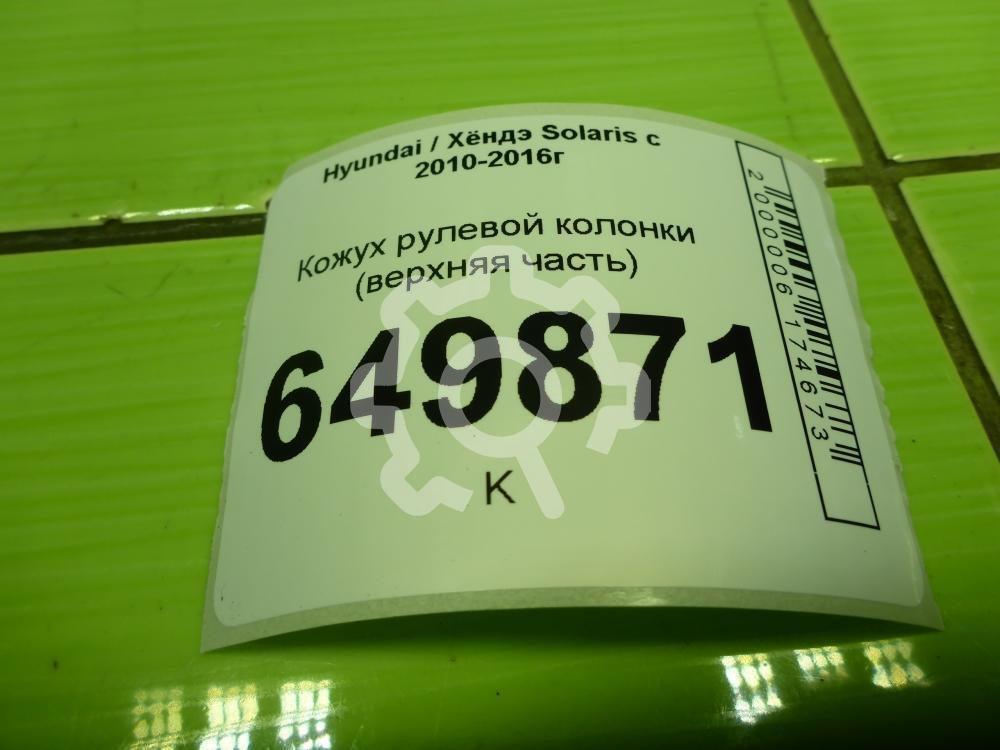 Hyundai / Хёндэ Solaris с
2010-2016г
Кожух рулевой колонки
(верхняя часть)
649871
К
2000006174673